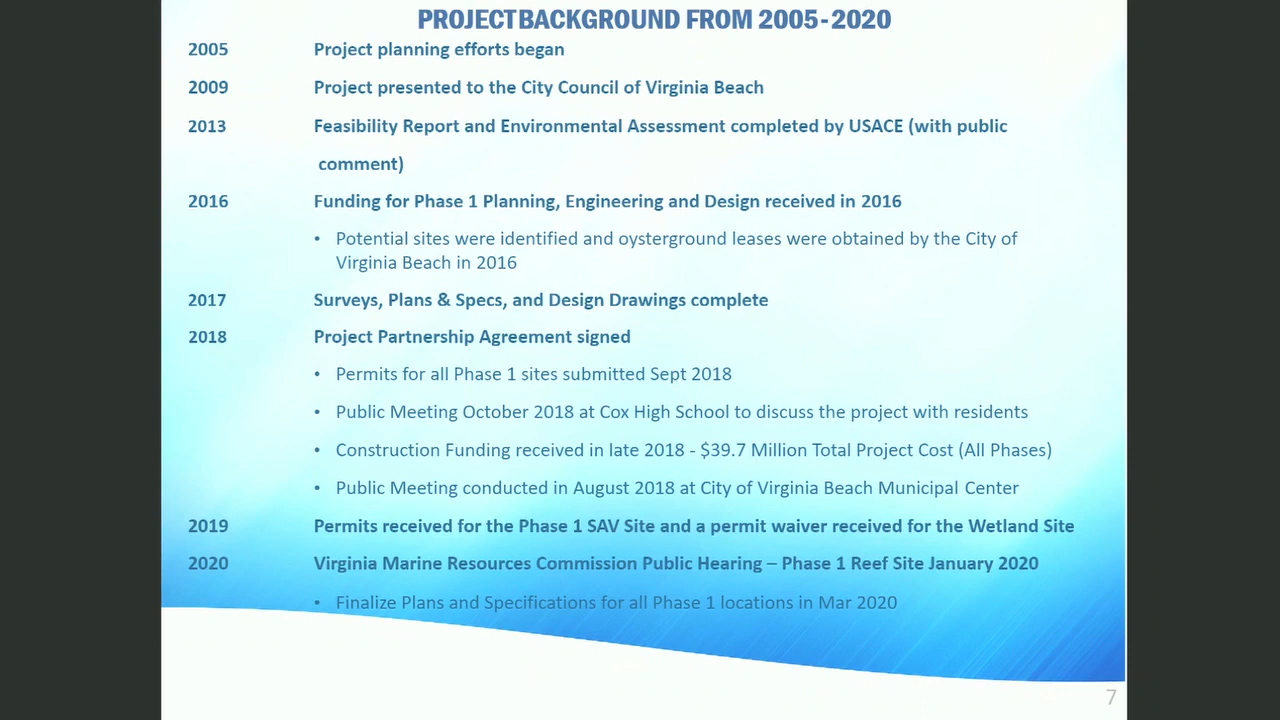 PROJECT BACKGROUND FROM 2005-2020
2005 Project planning efforts began
2009 Project presented to the City Council of Virginia Beach
2013 Feasibility Report and Environmental Assessment completed by USACE (with public
comment)
2016 Funding for Phase 1 Planning, Engineering and Design received in 2016
• Potential sites were identified and oysterground leases were obtained by the City of
Virginia Beach in 2016
2017 Surveys, Plans & Specs, and Design Drawings complete
2018 Project Partnership Agreement signed
• Permits for all Phase 1 sites submitted Sept 2018
• Public Meeting October 2018 at Cox High School to discuss the project with residents
• Construction Funding received in late 2018 - $39.7 Million Total Project Cost (All Phases)
• Public Meeting conducted in August 2018 at City of Virginia Beach Municipal Center
2019 Permits received for the Phase 1 SAV Site and a permit waiver received for the Wetland Site
2020 Virginia Marine Resources Commission Public Hearing – Phase 1 Reef Site January 2020
• Finalize Plans and Specifications for all Phase 1 locations in Mar 2020
7